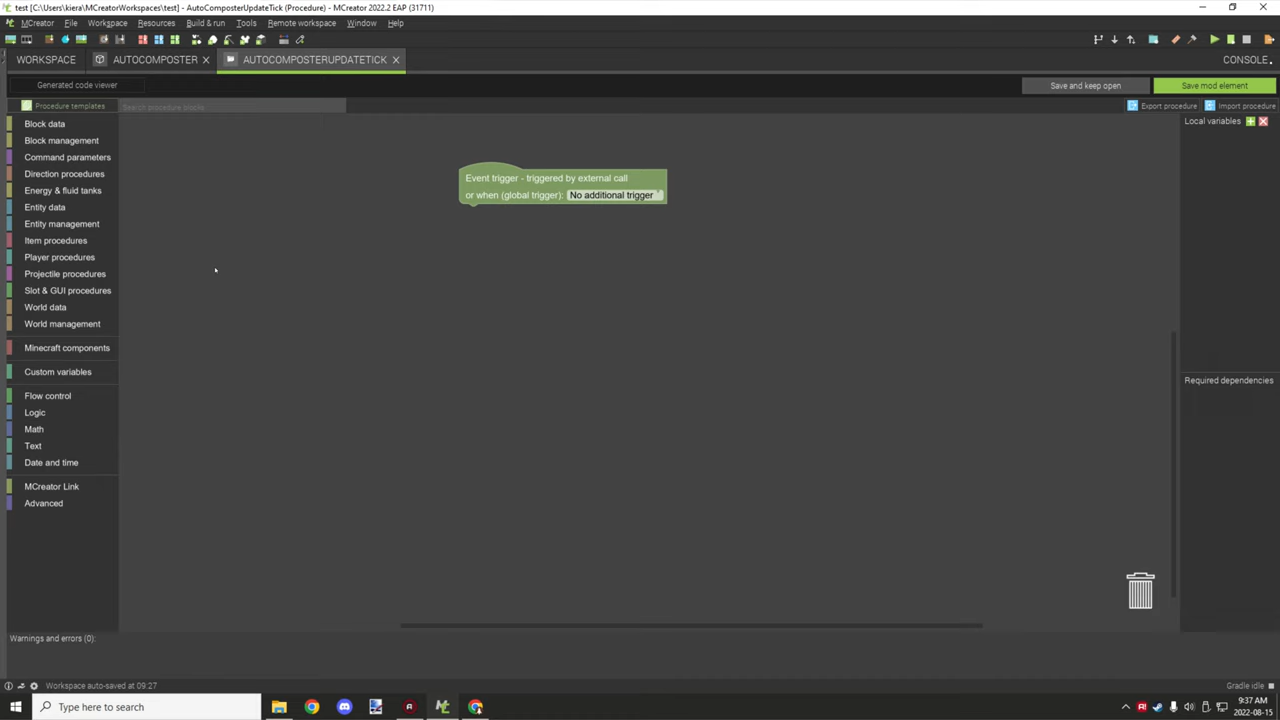 test [C:\Users\kiera\MCreatorWorkspaces\test] - AutoComposterUpdateTick (Procedure) - MCreator 2022.2 EAP (31711)
MCreator File Workspace Resources Build & run Tools Remote workspace Window Help
WORKSPACE AUTOCOMPOSTER AUTOCOMPOSTERUPDATETICK CONSOLE
Generated code viewer Save and keep open Save mod element
Procedure templates Search procedure blocks Export procedure Import procedure
Block data
Block management
Command parameters
Direction procedures
Energy & fluid tanks
Entity data
Entity management
Item procedures
Player procedures
Projectile procedures
Slot & GUI procedures
World data
World management
Minecraft components
Custom variables
Flow control
Logic
Math
Text
Date and time
MCreator Link
Advanced
Event trigger - triggered by external call
or when (global trigger): No additional trigger
Local variables
Required dependencies
Warnings and errors (0):
Workspace auto-saved at 09:27 Gradle idle
Type here to search
9:37 AM
2022-08-15